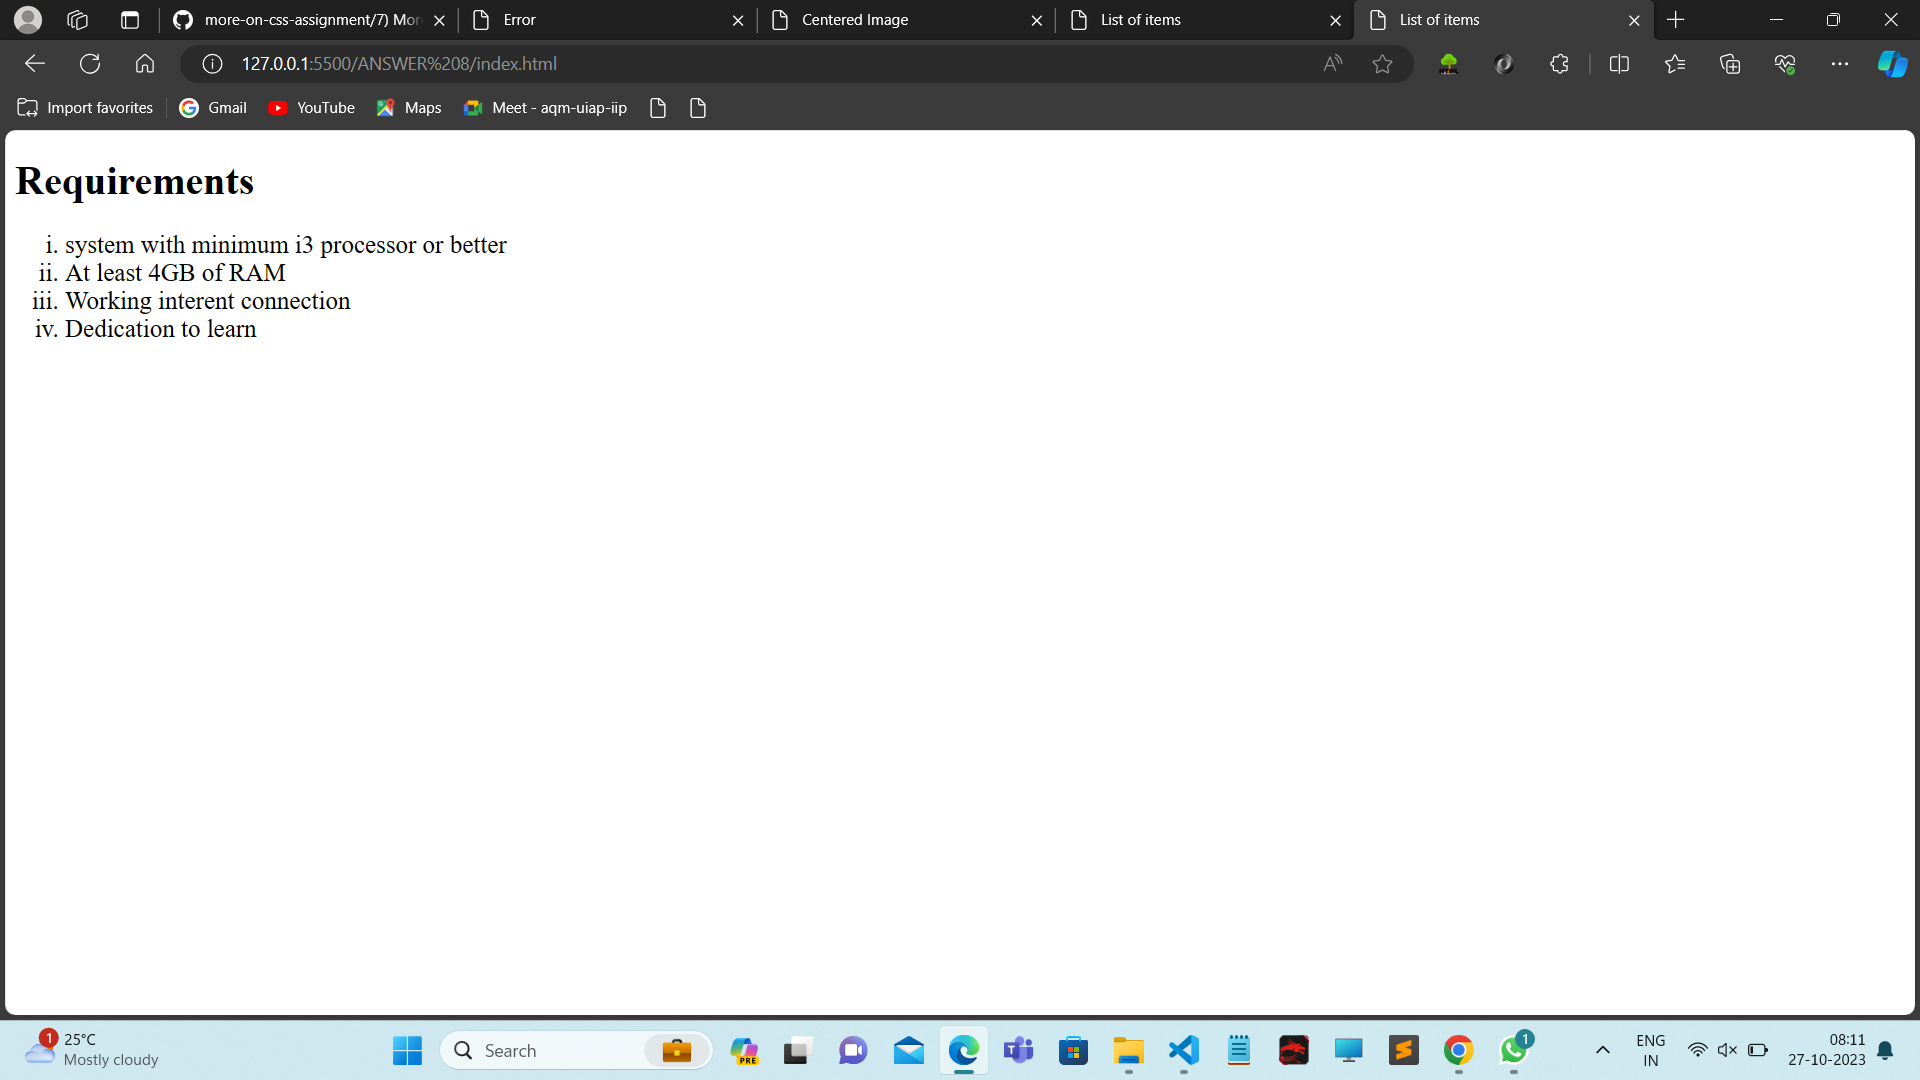 more-on-css-assignment/7) Mor
Error
Centered Image
List of items
List of items
127.0.0.1:5500/ANSWER%208/index.html
Import favorites
Gmail
YouTube
Maps
Meet - aqm-uiap-iip
Requirements
i. system with minimum i3 processor or better
ii. At least 4GB of RAM
iii. Working interent connection
iv. Dedication to learn
1
25°C
Mostly cloudy
Search
PRE
1
ENG
IN
08:11
27-10-2023